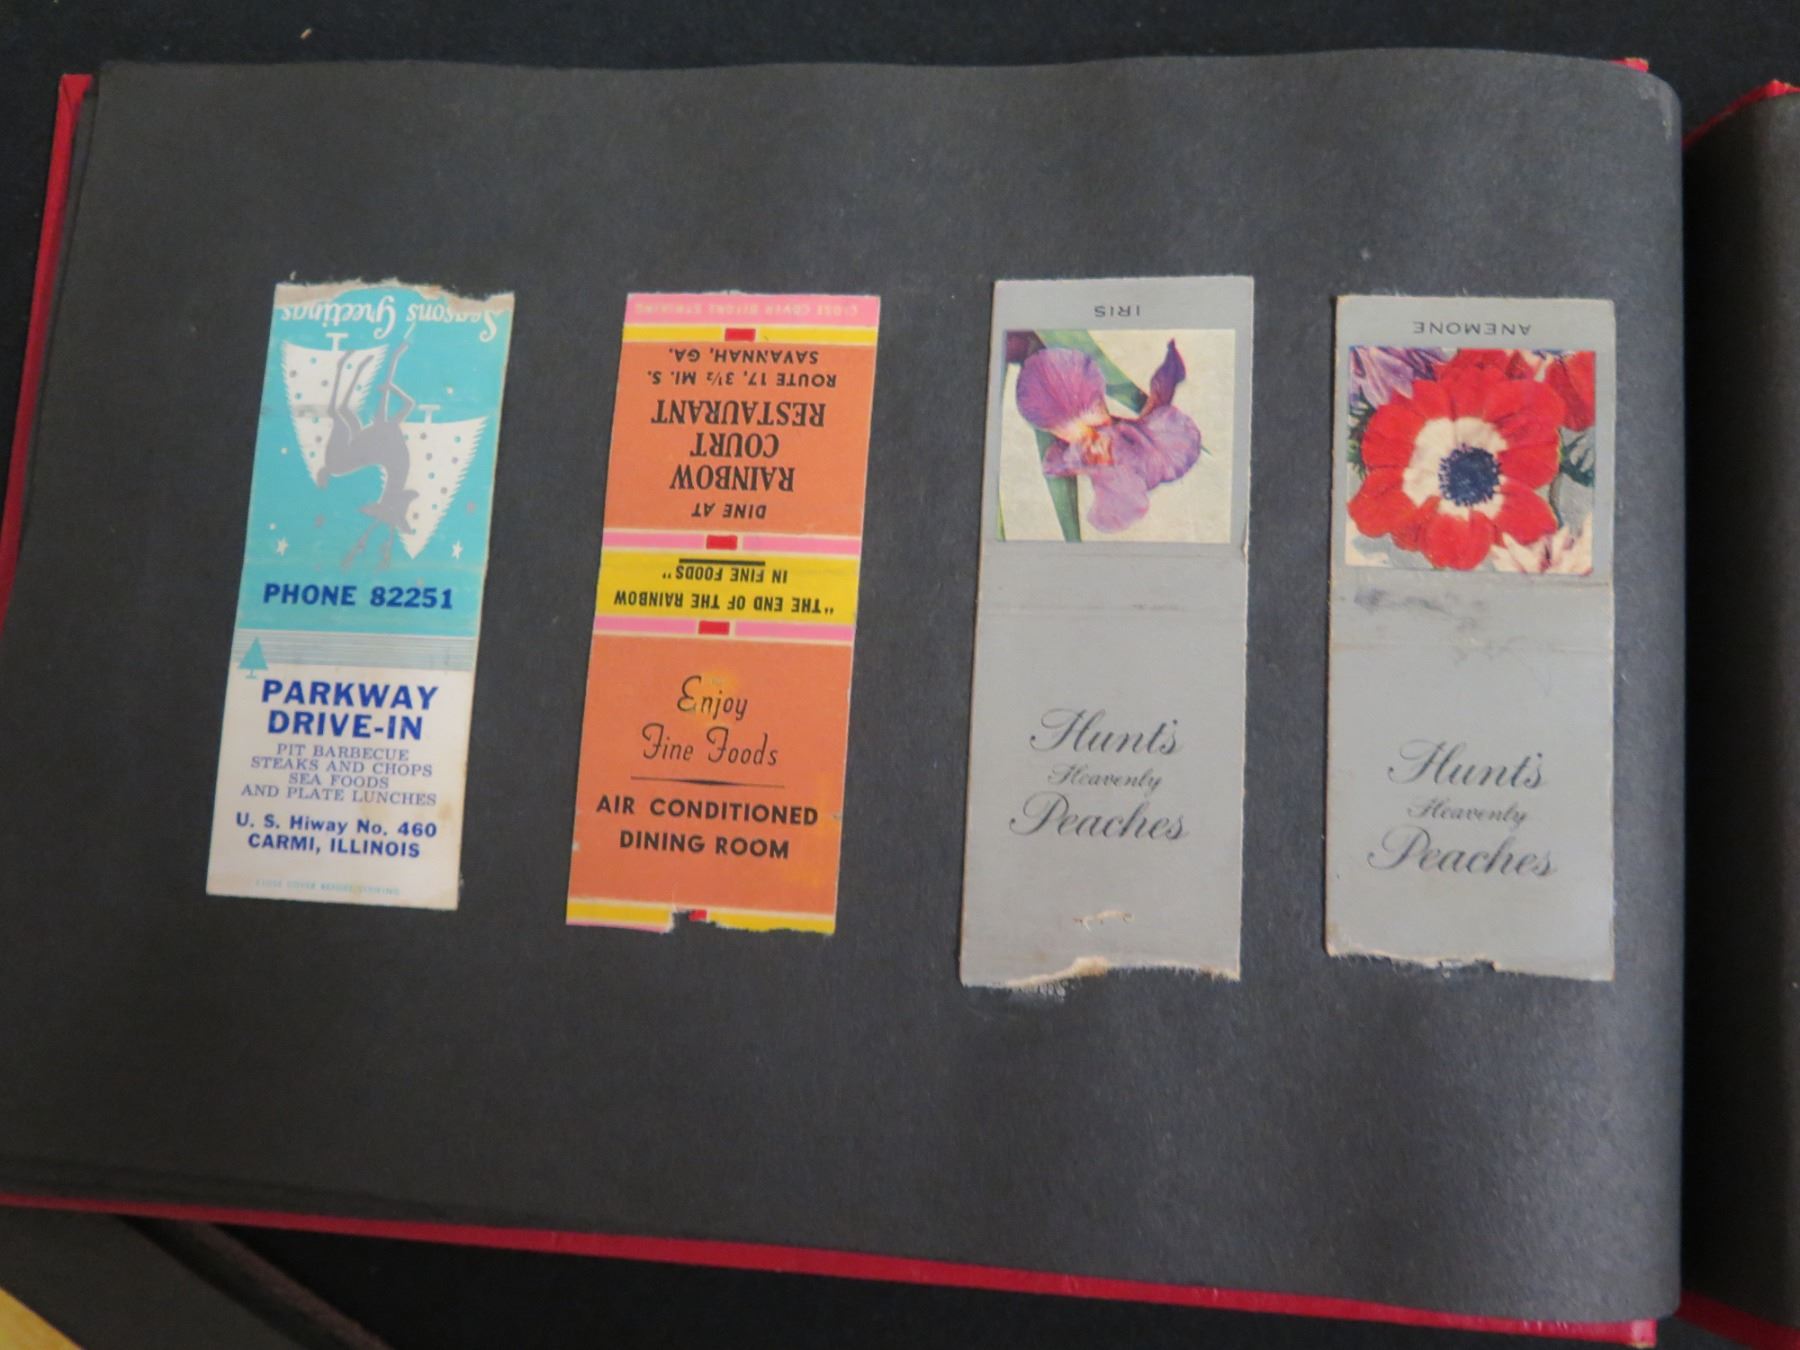 Seasons Greetings
PHONE 82251
PARKWAY
DRIVE-IN
PIT BARBECUE
STEAKS AND CHOPS
SEA FOODS
AND PLATE LUNCHES
U. S. Hiway No. 460
CARMI, ILLINOIS
CLOSE COVER BEFORE STRIKING
DINE AT
RAINBOW
COURT
RESTAURANT
ROUTE 17, 3½ MI. S.
SAVANNAH, GA.
CLOSE COVER BEFORE STRIKING
"THE END OF THE RAINBOW
IN FINE FOODS"
Enjoy
Fine Foods
AIR CONDITIONED
DINING ROOM
IRIS
Hunt's
Heavenly
Peaches
ANEMONE
Hunt's
Heavenly
Peaches